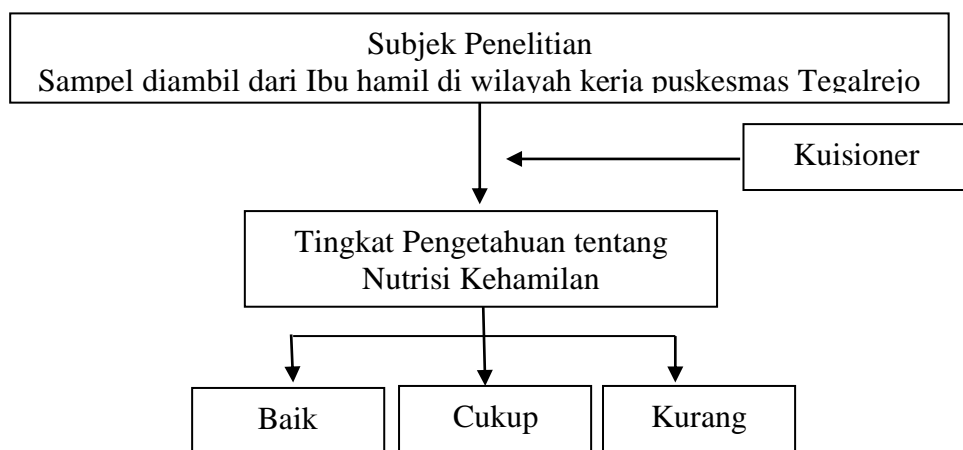 Subjek Penelitian
Sampel diambil dari Ibu hamil di wilayah kerja puskesmas Tegalrejo
Kuisioner
Tingkat Pengetahuan tentang
Nutrisi Kehamilan
Baik
Cukup
Kurang